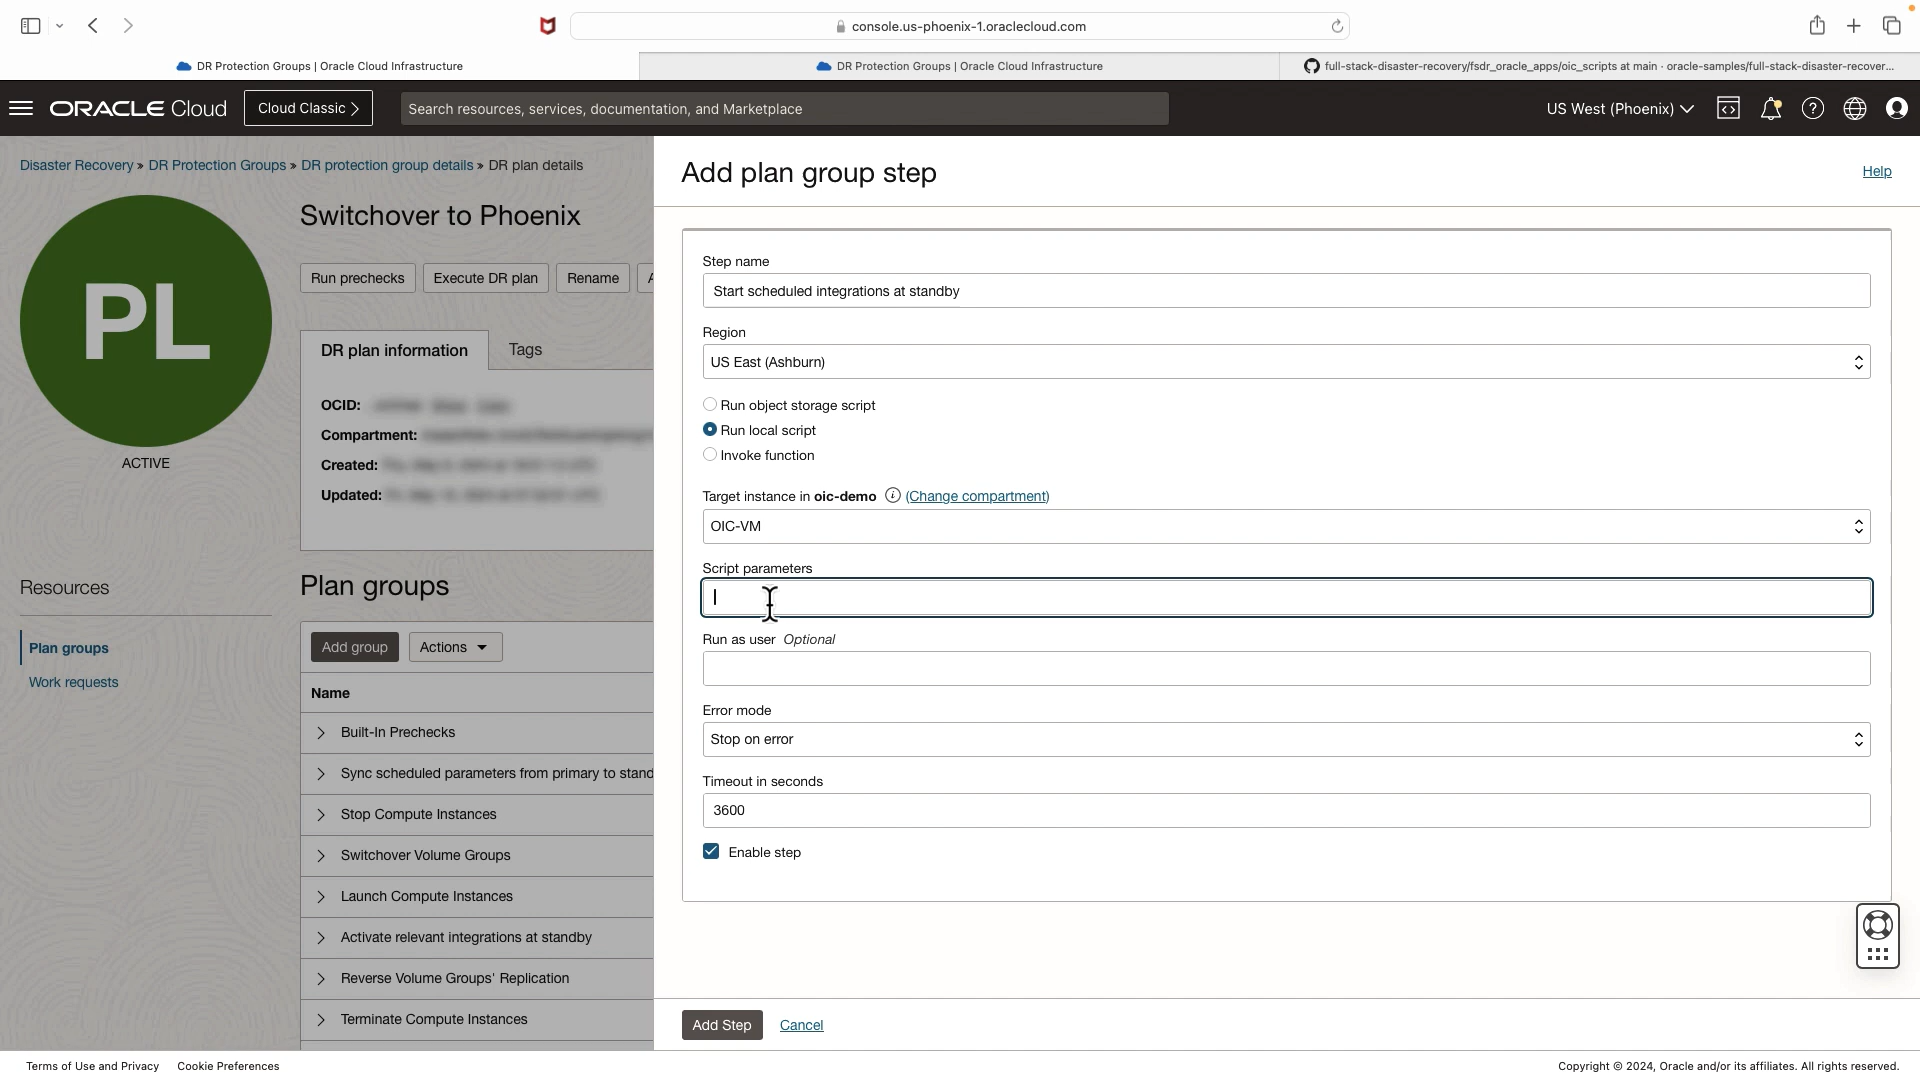 console.us-phoenix-1.oraclecloud.com
DR Protection Groups | Oracle Cloud Infrastructure
DR Protection Groups | Oracle Cloud Infrastructure
full-stack-disaster-recovery/fsdr_oracle_apps/oic_scripts at main · oracle-samples/full-stack-disaster-recover...
ORACLE Cloud
Cloud Classic
Search resources, services, documentation, and Marketplace
US West (Phoenix)
Disaster Recovery » DR Protection Groups » DR protection group details » DR plan details
PL
ACTIVE
Switchover to Phoenix
Run prechecks
Execute DR plan
Rename
DR plan information
Tags
OCID:
Compartment:
Created:
Updated:
Resources
Plan groups
Work requests
Plan groups
Add group
Actions
Name
Built-In Prechecks
Sync scheduled parameters from primary to stand
Stop Compute Instances
Switchover Volume Groups
Launch Compute Instances
Activate relevant integrations at standby
Reverse Volume Groups' Replication
Terminate Compute Instances
Add plan group step
Help
Step name
Start scheduled integrations at standby
Region
US East (Ashburn)
Run object storage script
Run local script
Invoke function
Target instance in oic-demo (Change compartment)
OIC-VM
Script parameters
Run as user Optional
Error mode
Stop on error
Timeout in seconds
3600
Enable step
Add Step
Cancel
Terms of Use and Privacy
Cookie Preferences
Copyright © 2024, Oracle and/or its affiliates. All rights reserved.